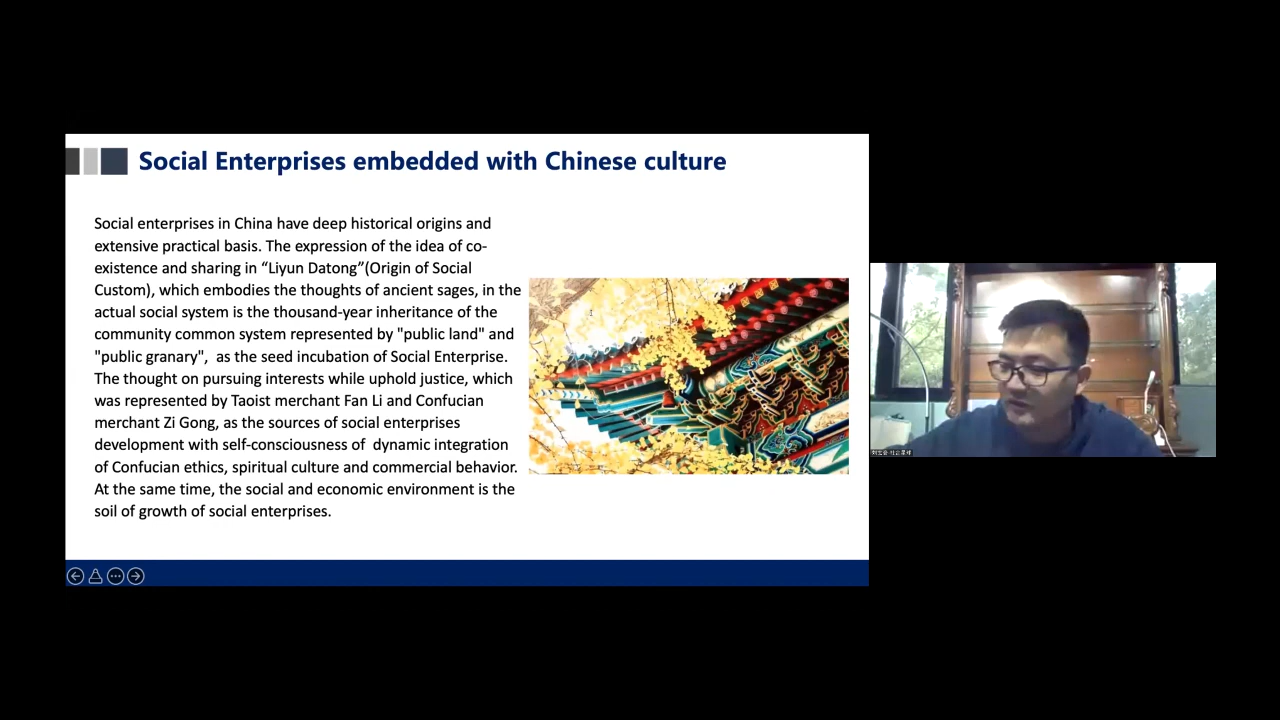 Social Enterprises embedded with Chinese culture
Social enterprises in China have deep historical origins and
extensive practical basis. The expression of the idea of co-
existence and sharing in “Liyun Datong”(Origin of Social
Custom), which embodies the thoughts of ancient sages, in the
actual social system is the thousand-year inheritance of the
community common system represented by "public land" and
"public granary",  as the seed incubation of Social Enterprise.
The thought on pursuing interests while uphold justice, which
was represented by Taoist merchant Fan Li and Confucian
merchant Zi Gong, as the sources of social enterprises
development with self-consciousness of  dynamic integration
of Confucian ethics, spiritual culture and commercial behavior.
At the same time, the social and economic environment is the
soil of growth of social enterprises.